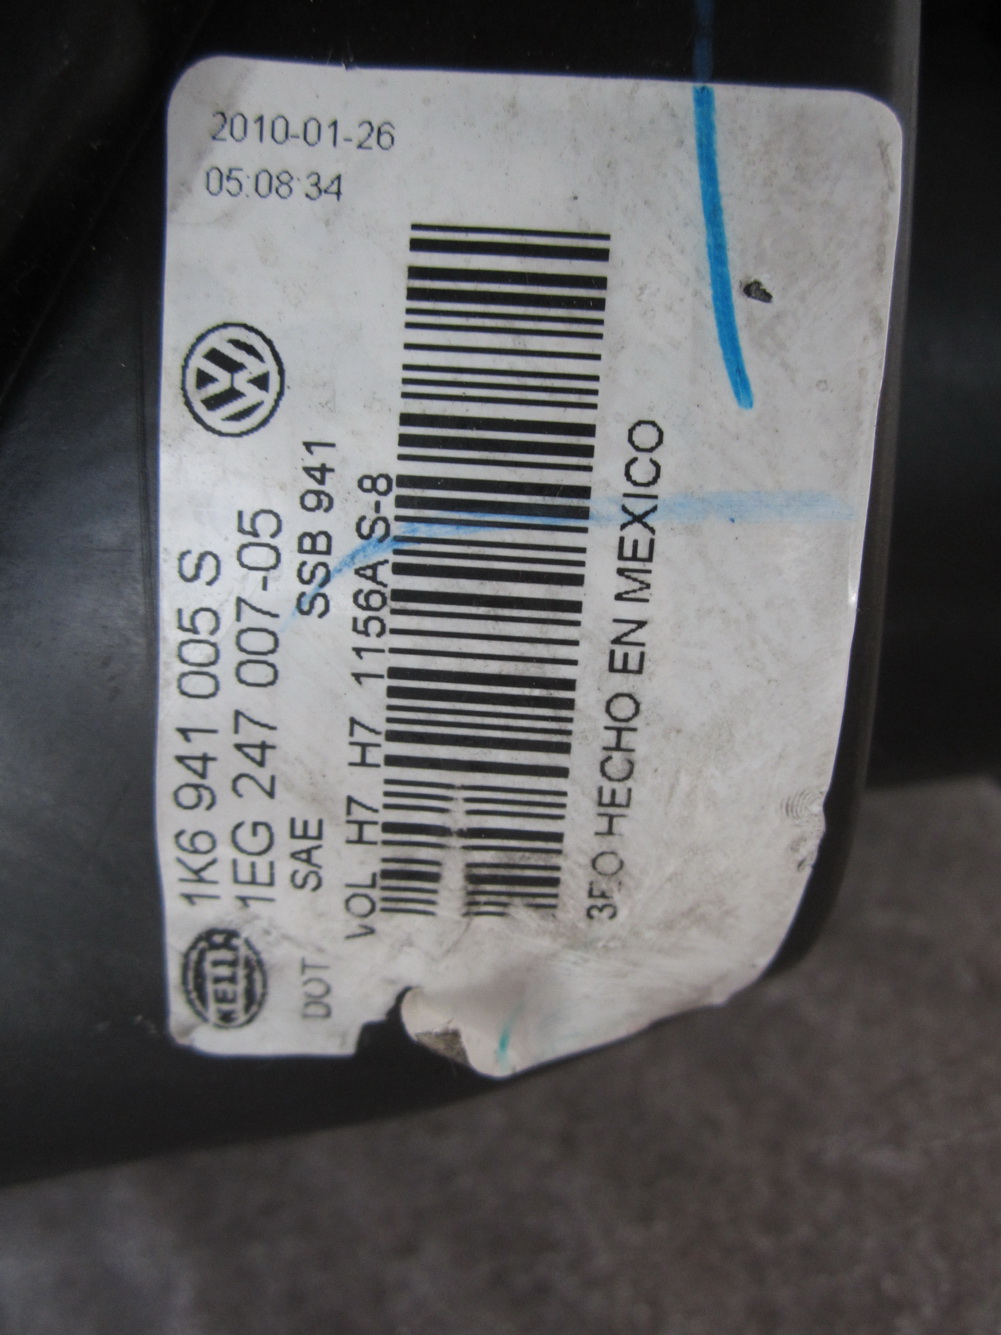 2010-01-26
05:08:34
1K6 941 005 S
1EG 247 007-05
HELLA
DOT SAE SSB 941
VOL H7 H7 1156A S-8
HECHO EN MEXICO